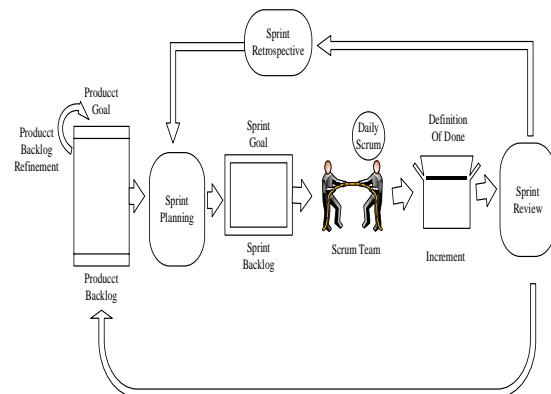 Sprint
Retrospective
Producct
Goal
Producct
Backlog
Refinement
Sprint
Planning
Sprint
Goal
Daily
Scrum
Definition
Of Done
Sprint
Review
Producct
Backlog
Sprint
Backlog
Scrum Team
Increment